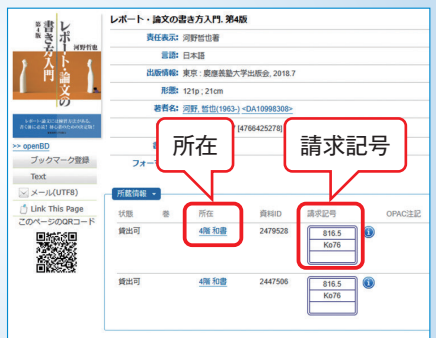 レポート・論文の書き方入門. 第4版
責任表示: 河野哲也著
言語: 日本語
出版情報: 東京 : 慶應義塾大学出版会, 2018.7
形態: 121p ; 21cm
著者名: 河野, 哲也(1963-) <DA10998308>
[4766425278]
レポート・論文の
書き方入門
第4版
河野哲也
>> openBD
ブックマーク登録
Text
メール(UTF8)
Link This Page
このページのQRコード
所在
請求記号
所蔵情報
状態 巻 所在 資料ID 請求記号 OPAC注記
貸出可 4階 和書 2479528 816.5
Ko76
貸出可 4階 和書 2447506 816.5
Ko76